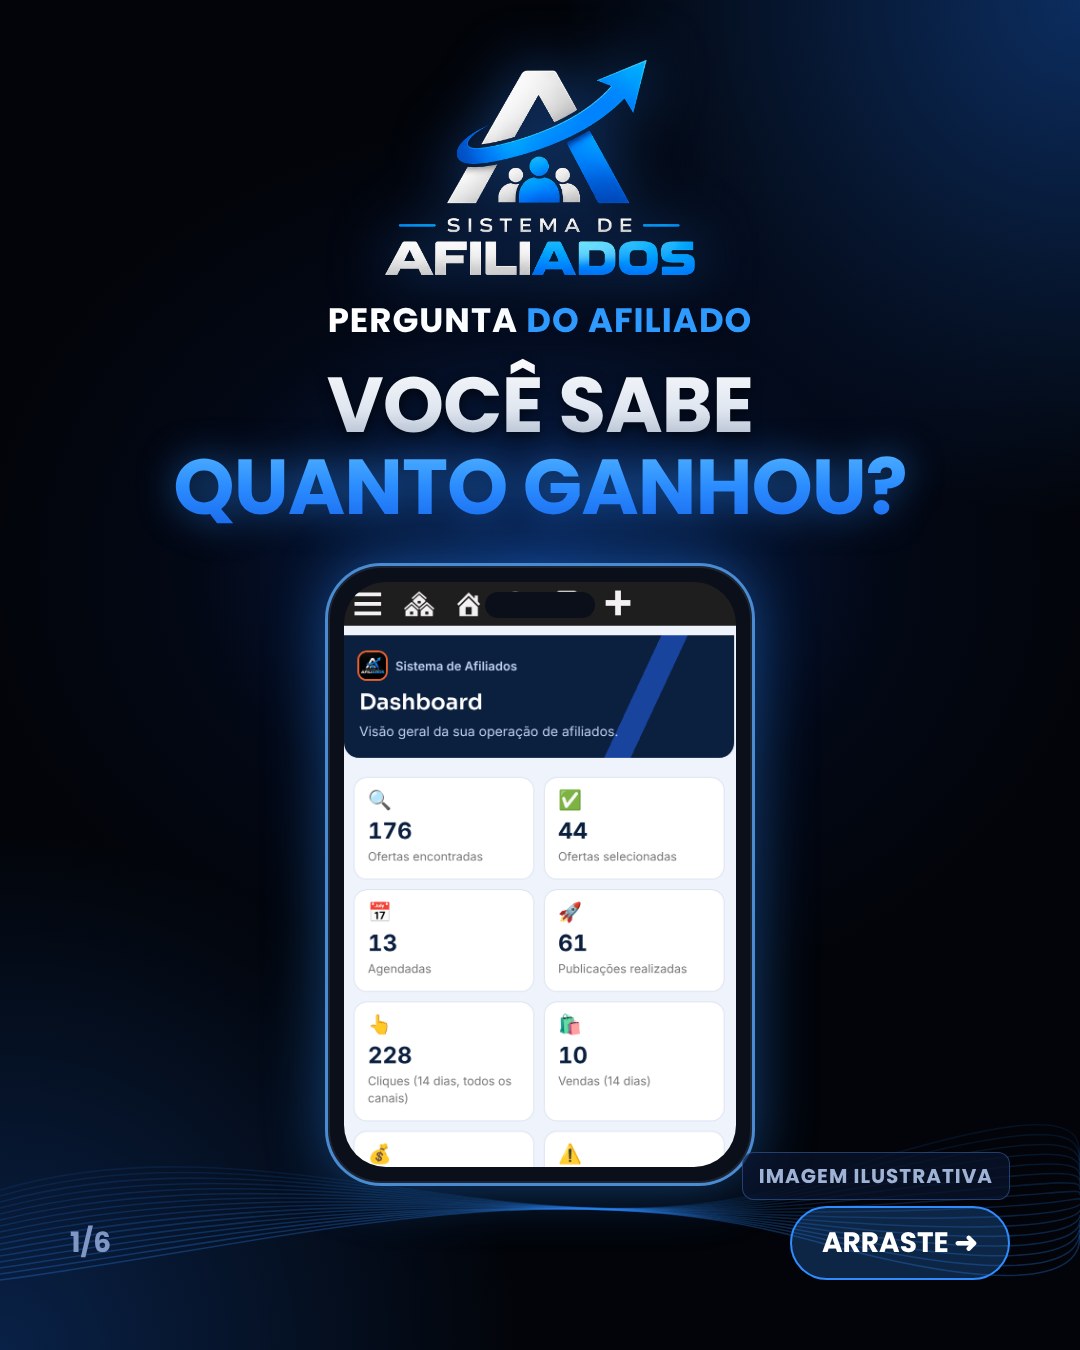 SISTEMA DE
AFILIADOS
PERGUNTA DO AFILIADO
VOCÊ SABE
QUANTO GANHOU?
Sistema de Afiliados
Dashboard
Visão geral da sua operação de afiliados.
176
Ofertas encontradas
44
Ofertas selecionadas
13
Agendadas
61
Publicações realizadas
228
Cliques (14 dias, todos os
canais)
10
Vendas (14 dias)
IMAGEM ILUSTRATIVA
1/6
ARRASTE →